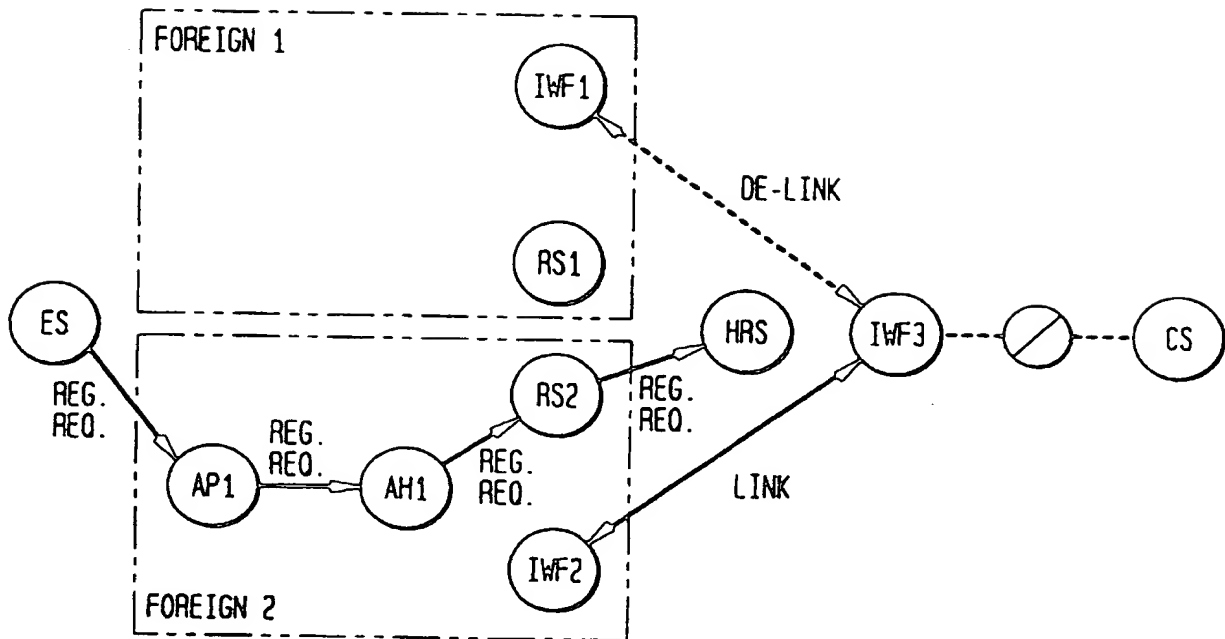 FOREIGN 1
IWF1
DE-LINK
RS1
ES
HRS
IWF3
CS
REG.
REQ.
RS2
REG.
REQ.
REG.
REQ.
AP1
AH1
REG.
REQ.
LINK
IWF2
FOREIGN 2